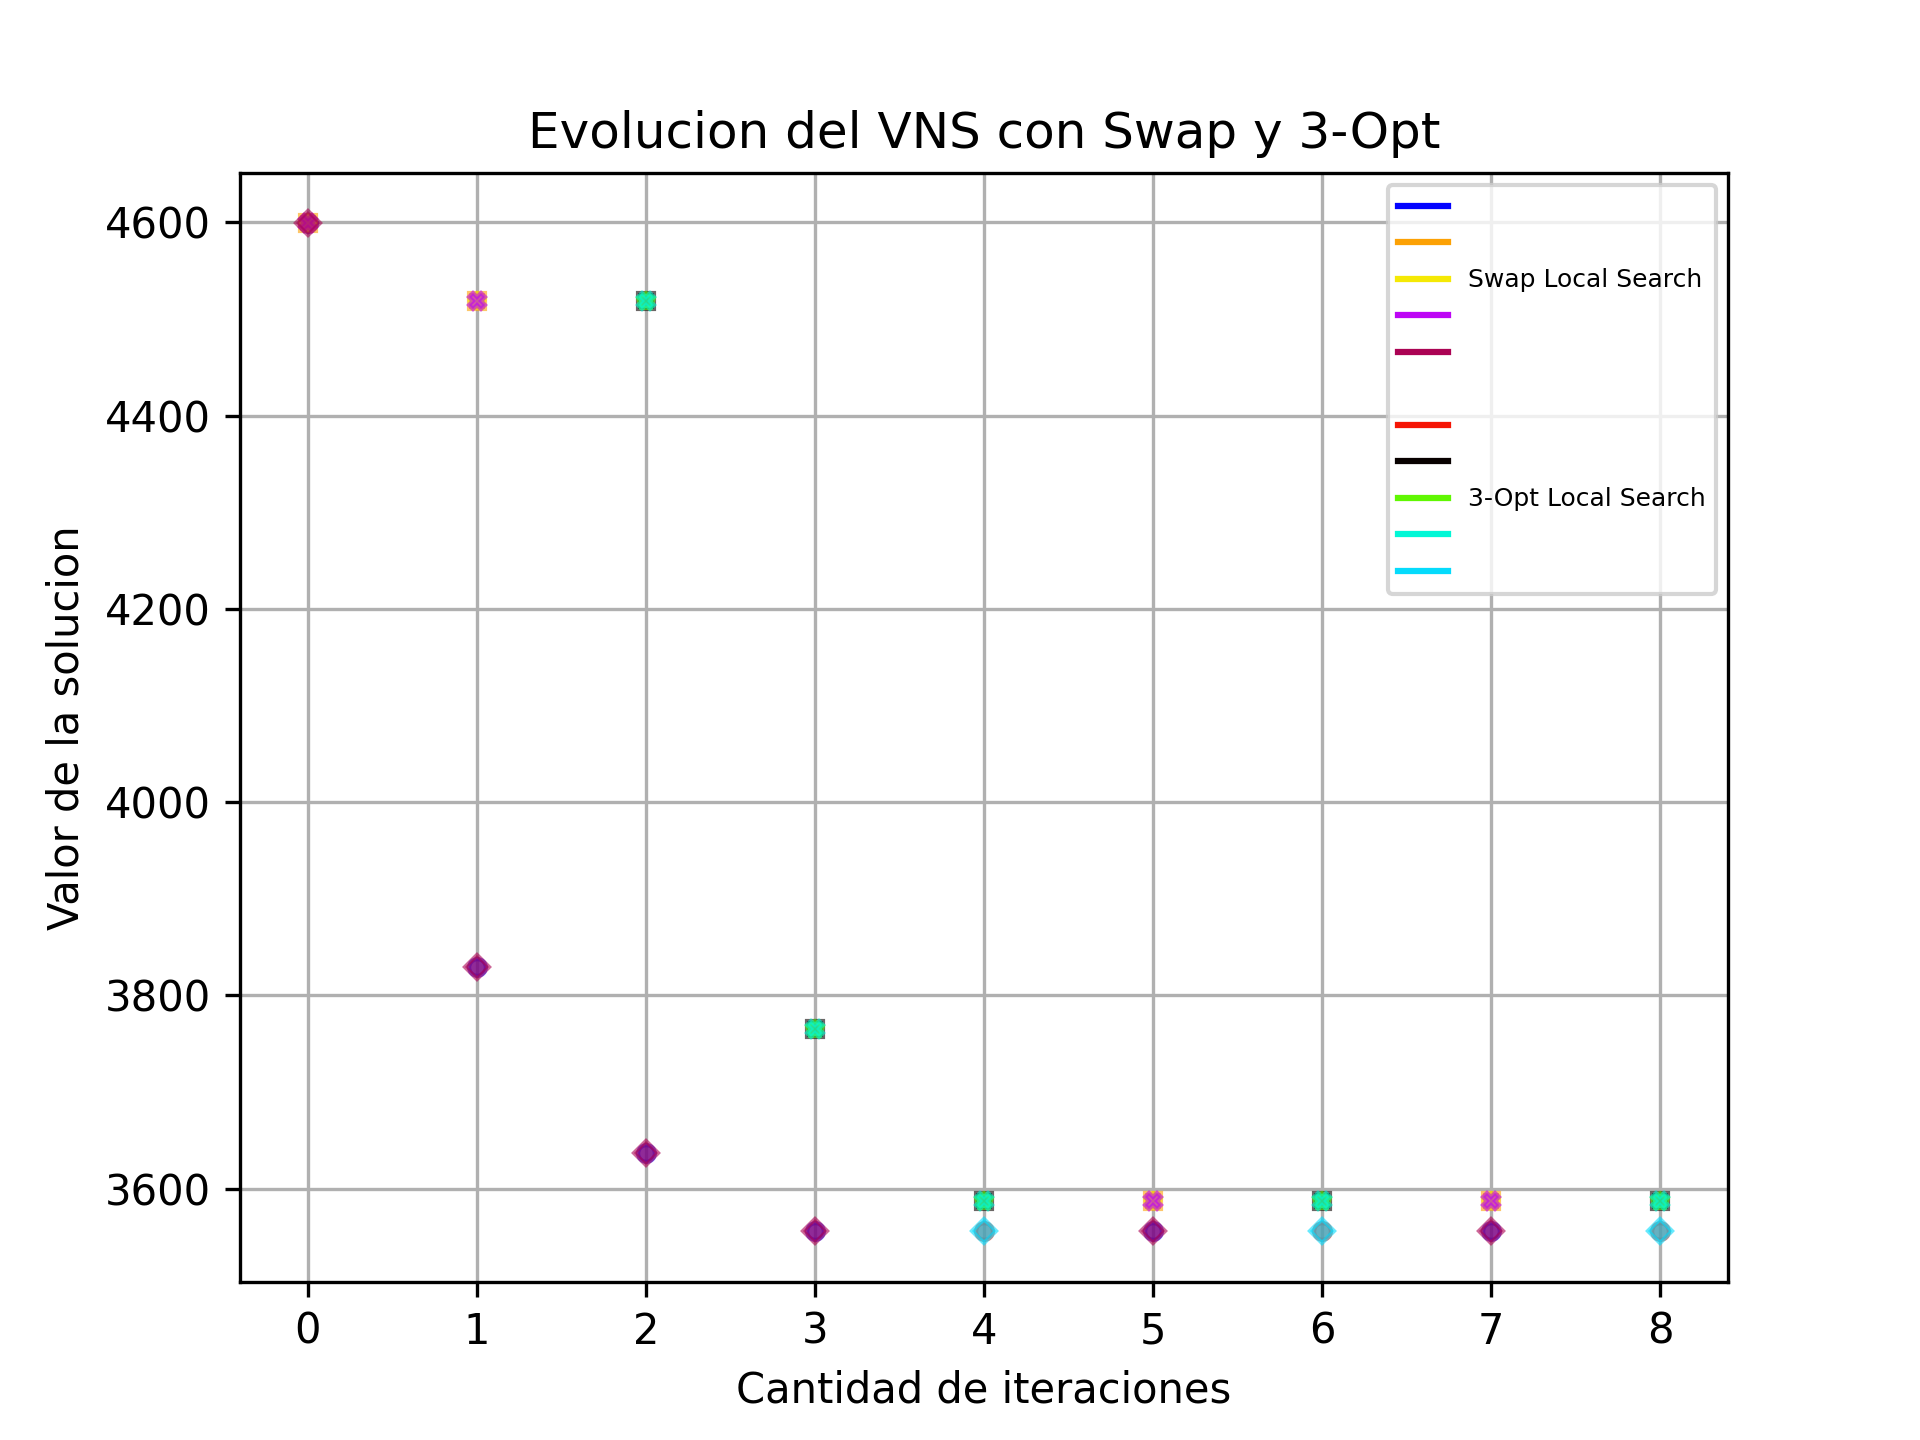 Evolucion del VNS con Swap y 3-Opt
Valor de la solucion
4600
4400
4200
4000
3800
3600
Swap Local Search
3-Opt Local Search
0 1 2 3 4 5 6 7 8
Cantidad de iteraciones